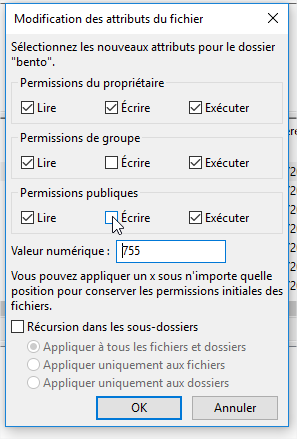 Modification des attributs du fichier
Sélectionnez les nouveaux attributs pour le dossier
"bento".
Permissions du propriétaire
Lire Écrire Exécuter
Permissions de groupe
Lire Écrire Exécuter
Permissions publiques
Lire Écrire Exécuter
Valeur numérique : 755
Vous pouvez appliquer un x sous n'importe quelle
position pour conserver les permissions initiales des
fichiers.
Récursion dans les sous-dossiers
Appliquer à tous les fichiers et dossiers
Appliquer uniquement aux fichiers
Appliquer uniquement aux dossiers
OK Annuler